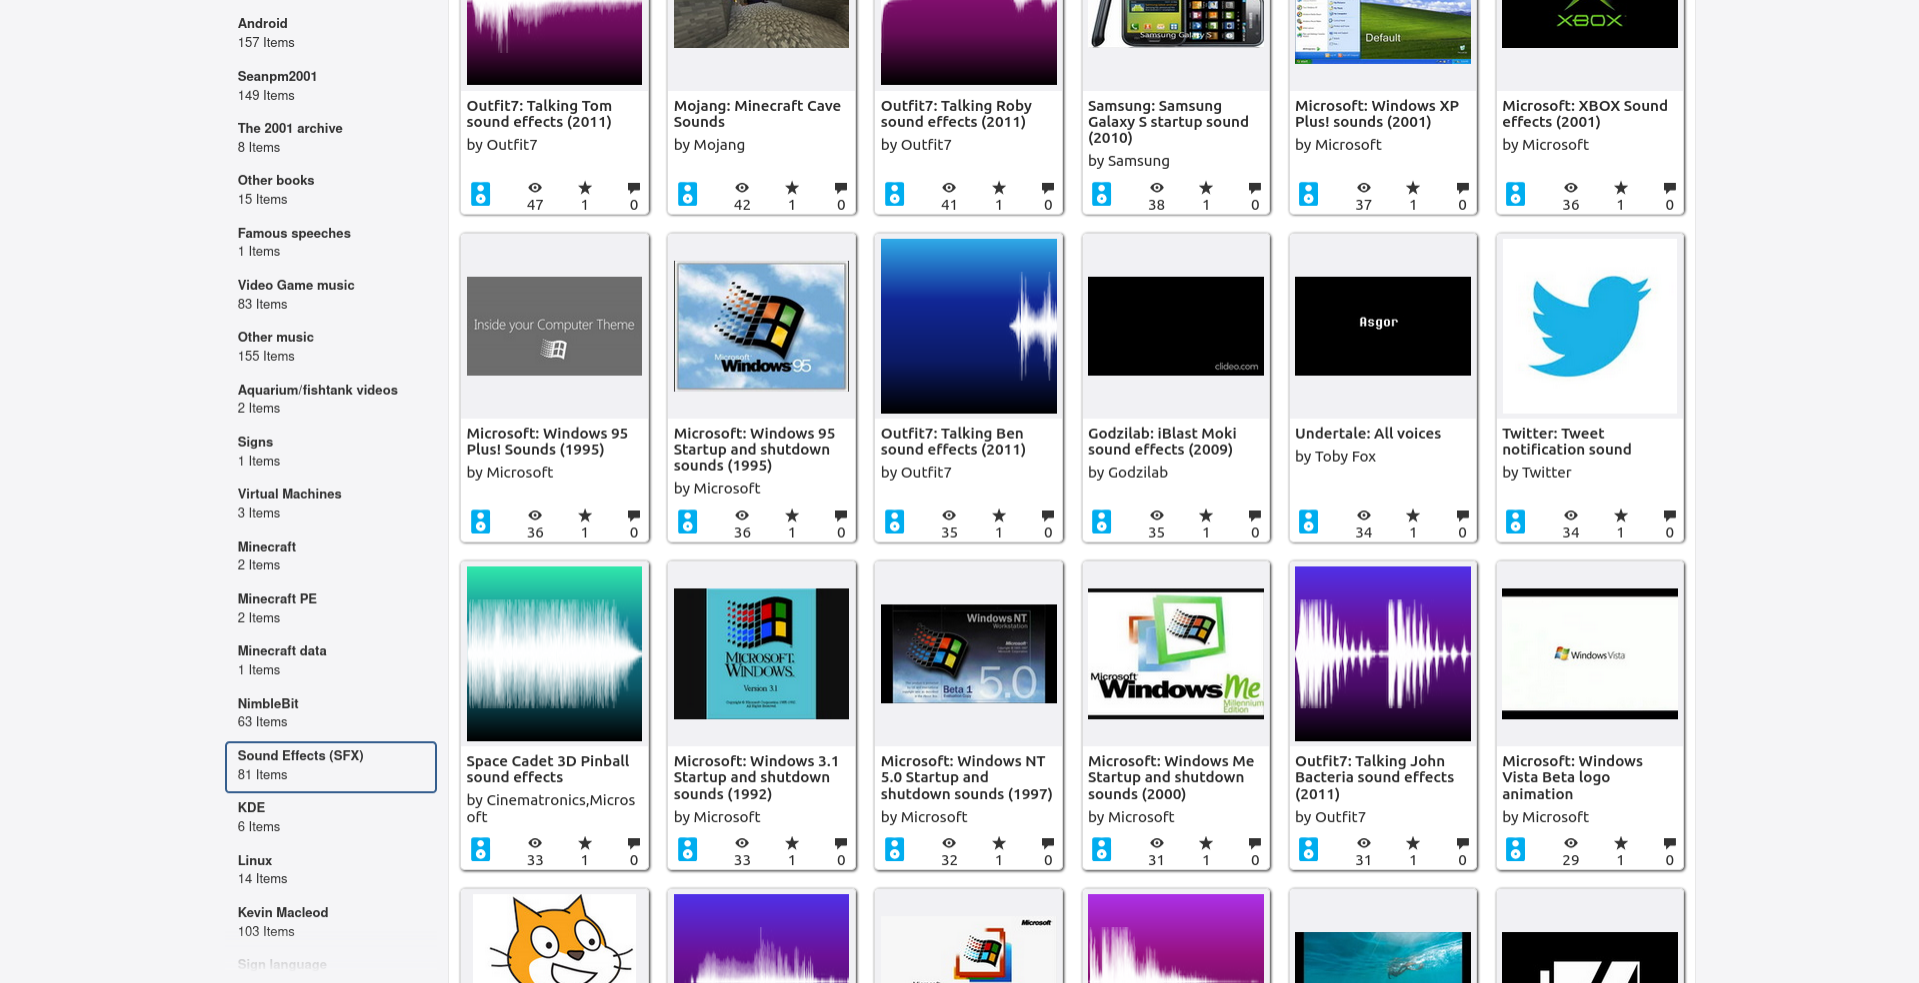 Android
157 Items
Seanpm2001
149 Items
The 2001 archive
8 Items
Other books
15 Items
Famous speeches
1 Items
Video Game music
83 Items
Other music
155 Items
Aquarium/fishtank videos
2 Items
Signs
1 Items
Virtual Machines
3 Items
Minecraft
2 Items
Minecraft PE
2 Items
Minecraft data
1 Items
NimbleBit
63 Items
Sound Effects (SFX)
81 Items
KDE
6 Items
Linux
14 Items
Kevin Macleod
103 Items
Sign language
Samsung Galaxy S
Default
XBOX
Outfit7: Talking Tom
sound effects (2011)
by Outfit7
47 1 0
Mojang: Minecraft Cave
Sounds
by Mojang
42 1 0
Outfit7: Talking Roby
sound effects (2011)
by Outfit7
41 1 0
Samsung: Samsung
Galaxy S startup sound
(2010)
by Samsung
38 1 0
Microsoft: Windows XP
Plus! sounds (2001)
by Microsoft
37 1 0
Microsoft: XBOX Sound
effects (2001)
by Microsoft
36 1 0
Inside your Computer Theme
Microsoft: Windows 95
Plus! Sounds (1995)
by Microsoft
36 1 0
Microsoft
Windows95
Microsoft: Windows 95
Startup and shutdown
sounds (1995)
by Microsoft
36 1 0
Outfit7: Talking Ben
sound effects (2011)
by Outfit7
35 1 0
clideo.com
Godzilab: iBlast Moki
sound effects (2009)
by Godzilab
35 1 0
Asgor
Undertale: All voices
by Toby Fox
34 1 0
Twitter: Tweet
notification sound
by Twitter
34 1 0
Space Cadet 3D Pinball
sound effects
by Cinematronics,Micros
oft
33 1 0
MICROSOFT.
WINDOWS.
Version 3.1
Microsoft: Windows 3.1
Startup and shutdown
sounds (1992)
by Microsoft
33 1 0
Windows NT
Workstation
Microsoft
Beta 1
5.0
Microsoft: Windows NT
5.0 Startup and
shutdown sounds (1997)
by Microsoft
32 1 0
Microsoft
Windows Me
Millennium
Edition
Microsoft: Windows Me
Startup and shutdown
sounds (2000)
by Microsoft
31 1 0
Outfit7: Talking John
Bacteria sound effects
(2011)
by Outfit7
31 1 0
Windows Vista
Microsoft: Windows
Vista Beta logo
animation
by Microsoft
29 1 0
Microsoft